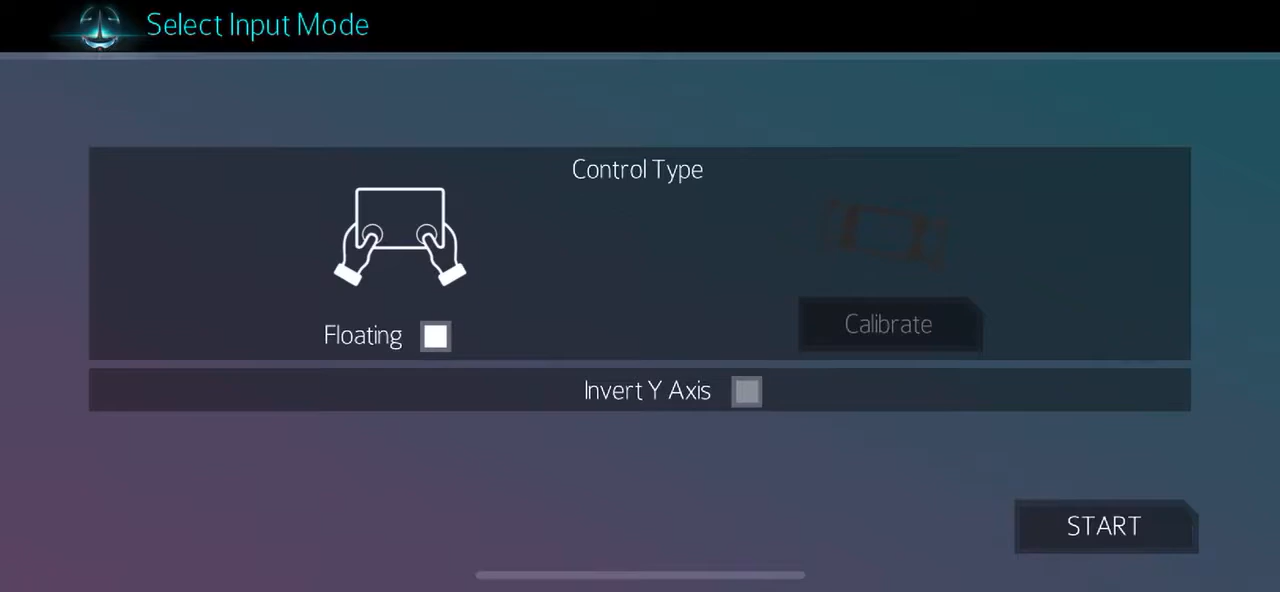 Select Input Mode
Control Type
Floating
Calibrate
Invert Y Axis
START